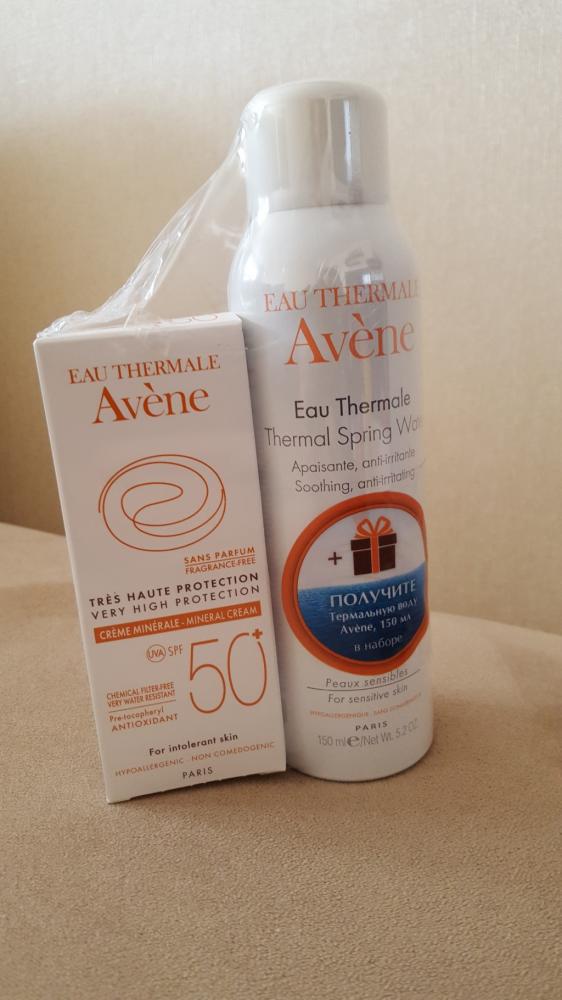 EAU THERMALE
Avène
SANS PARFUM
FRAGRANCE-FREE
TRÈS HAUTE PROTECTION
VERY HIGH PROTECTION
CRÈME MINÉRALE - MINERAL CREAM
UVA SPF 50+
CHEMICAL FILTER-FREE
VERY WATER RESISTANT
Pre-tocopheryl
ANTIOXIDANT
For intolerant skin
HYPOALLERGENIC - NON COMEDOGENIC
PARIS
EAU THERMALE
Avène
Eau Thermale
Thermal Spring Wat
Apaisante, anti-irritante
Soothing, anti-irritating
+
ПОЛУЧИТЕ
Термальную воду
Avène, 150 мл
в наборе
Peaux sensibles
For sensitive skin
HYPOALLERGÉNIQUE - SANS
PARIS
150 ml e/Net Wt. 5.2 OZ.